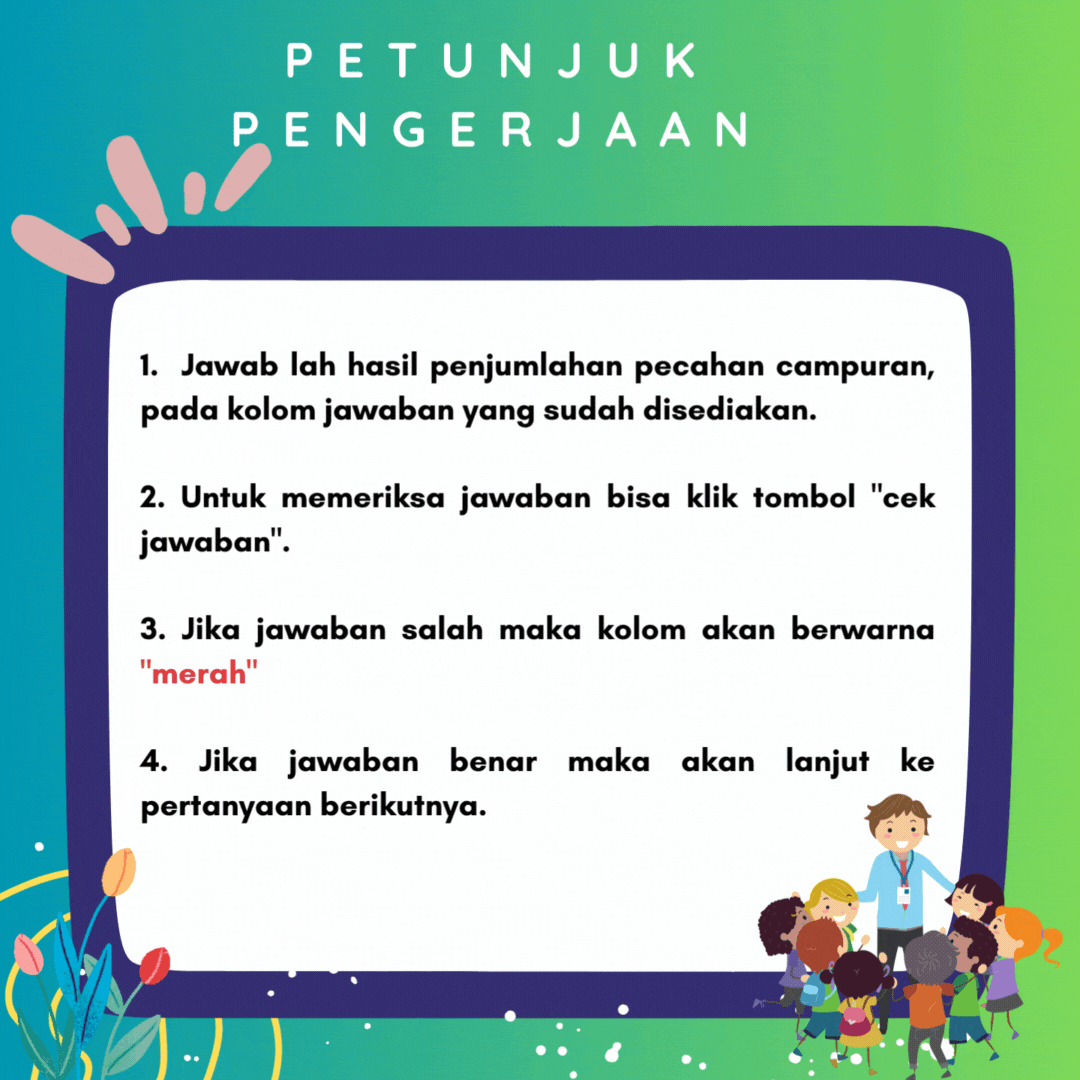 PETUNJUK
PENGERJAAN
1. Jawab lah hasil penjumlahan pecahan campuran,
pada kolom jawaban yang sudah disediakan.
2. Untuk memeriksa jawaban bisa klik tombol "cek
jawaban".
3. Jika jawaban salah maka kolom akan berwarna
"merah"
4. Jika jawaban benar maka akan lanjut ke
pertanyaan berikutnya.